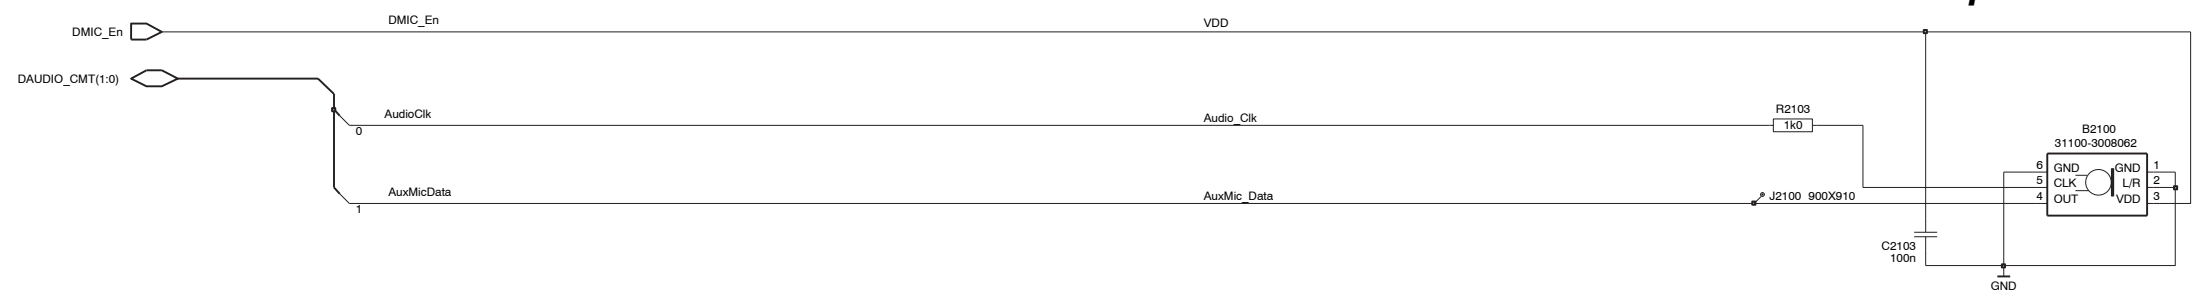 DMIC_En
DMIC_En
VDD
DAUDIO_CMT(1:0)
AudioClk
0
Audio_Clk
R2103
1k0
B2100
31100-3008062
6 GND GND 1
5 CLK L/R 2
4 OUT VDD 3
AuxMicData
1
AuxMic_Data
J2100 900X910
C2103
100n
GND